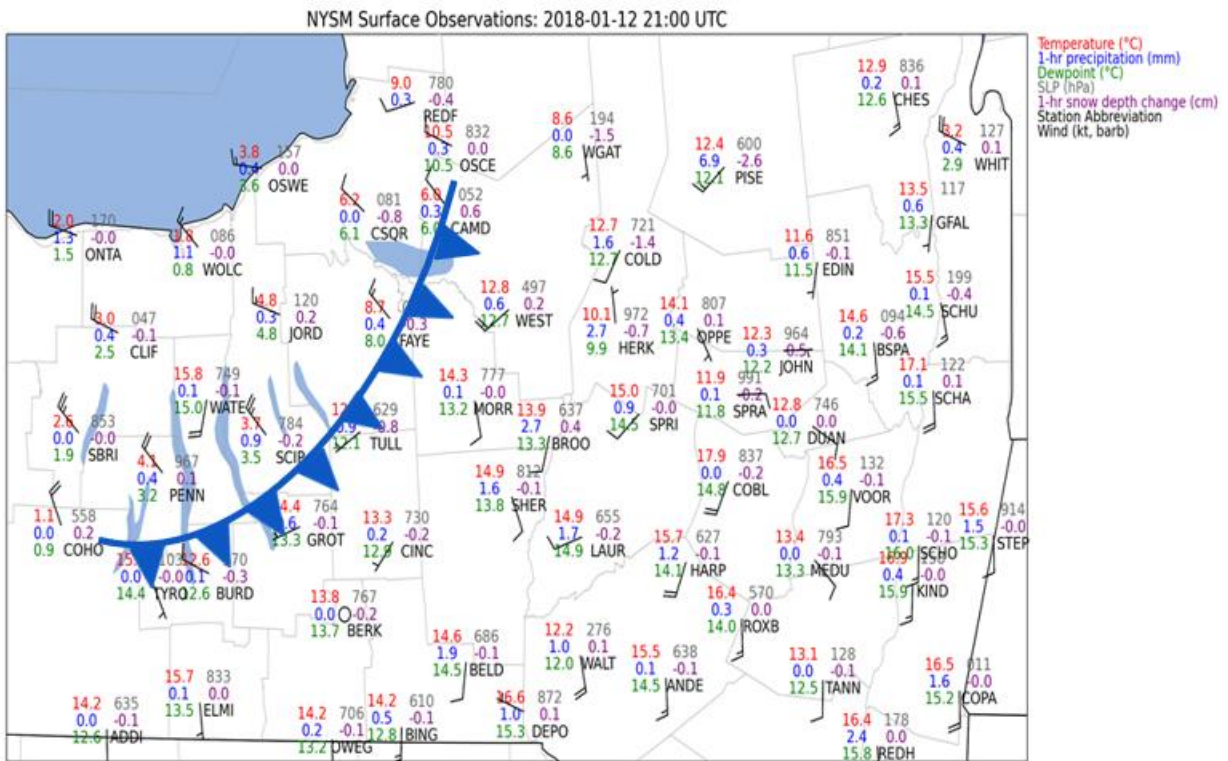 NYSM Surface Observations: 2018-01-12 21:00 UTC
Temperature (°C)
1-hr precipitation (mm)
Dewpoint (°C)
SLP (hPa)
1-hr snow depth change (cm)
Station Abbreviation
Wind (kt, barb)
9.0 780
0.3 -0.4
REDF
10.5 832
0.3 0.0
10.5 OSCE
8.6 194
0.0 -1.5
8.6 WGAT
12.9 836
0.2 0.1
12.6 CHES
3.2 127
0.4 0.1
2.9 WHIT
12.4 600
6.9 -2.6
12.1 PISE
3.8 157
0.4 0.0
3.6 OSWE
6.2 081
0.0 -0.8
6.1 CSQR
052
0.3 0.6
CAMD
13.5 117
0.6
13.3 GFAL
2.0 170
1.3 -0.0
1.5 ONTA
1.8 086
1.1 -0.0
0.8 WOLC
12.7 721
1.6 -1.4
12.7 COLD
11.6 851
0.6 -0.1
11.5 EDIN
12.8 497
0.6 0.2
12.7 WEST
15.5 199
0.1 -0.4
14.5 SCHU
3.0 047
0.4 -0.1
2.5 CLIF
4.8 120
0.3 0.2
4.8 JORD
8.7
0.4 0.3
8.0 FAYE
10.1 972
2.7 -0.7
9.9 HERK
14.1 807
0.4 0.1
13.4 OPPE
12.3 964
0.3 -0.5
12.2 JOHN
14.6 094
0.2 -0.6
14.1 BSPA
17.1 122
0.1 0.1
15.5 SCHA
15.8 749
0.1 -0.1
15.0 WATE
14.3 777
0.1 -0.0
13.2 MORR
15.0 701
0.9 -0.0
14.5 SPRI
11.9 991
0.1 -0.2
11.8 SPRA
2.6 853
0.0 -0.0
1.9 SBRI
3.7 784
0.9 -0.2
3.5 SCIP
629
0.9 0.8
12.1 TULL
13.9 637
2.7 0.4
13.3 BROO
12.8 746
0.0 0.0
12.7 DUAN
4.1 967
0.4 0.1
3.2 PENN
14.9 812
1.6 -0.1
13.8 SHER
17.9 837
0.0 -0.2
14.8 COBL
16.5 132
0.4 -0.1
15.9 VOOR
1.1 558
0.0 0.2
0.9 COHO
764
-0.1
13.3 GROT
13.3 730
0.2 -0.2
12.9 CINC
14.9 655
1.7 -0.2
14.9 LAUR
15.7 627
1.2 -0.1
14.1 HARP
13.4 793
0.0 -0.1
13.3 MEDU
17.3 120
0.1 -0.1
16.0 SCHO
15.6 914
1.5 -0.0
15.3 STEP
103
0.0 -0.0
14.4 TYRO
0.1 -0.3
12.6 BURD
16.9
0.4 -0.0
15.9 KIND
13.8 767
0.0 -0.2
13.7 BERK
16.4 570
0.3 0.0
14.0 ROXB
14.6 686
1.9 -0.1
14.5 BELD
12.2 276
1.0 0.1
12.0 WALT
15.5 638
0.1 -0.1
14.5 ANDE
13.1 128
0.0 -0.1
12.5 TANN
16.5 011
1.6 -0.0
15.2 COPA
15.7 833
0.1 0.0
13.5 ELMI
14.2 635
0.0 -0.1
12.6 ADDI
14.2 706
0.2 -0.1
13.2 OWEG
14.2 610
0.5 -0.1
12.8 BING
16.6 872
1.0 0.1
15.3 DEPO
16.4 178
2.4 0.0
15.8 REDH